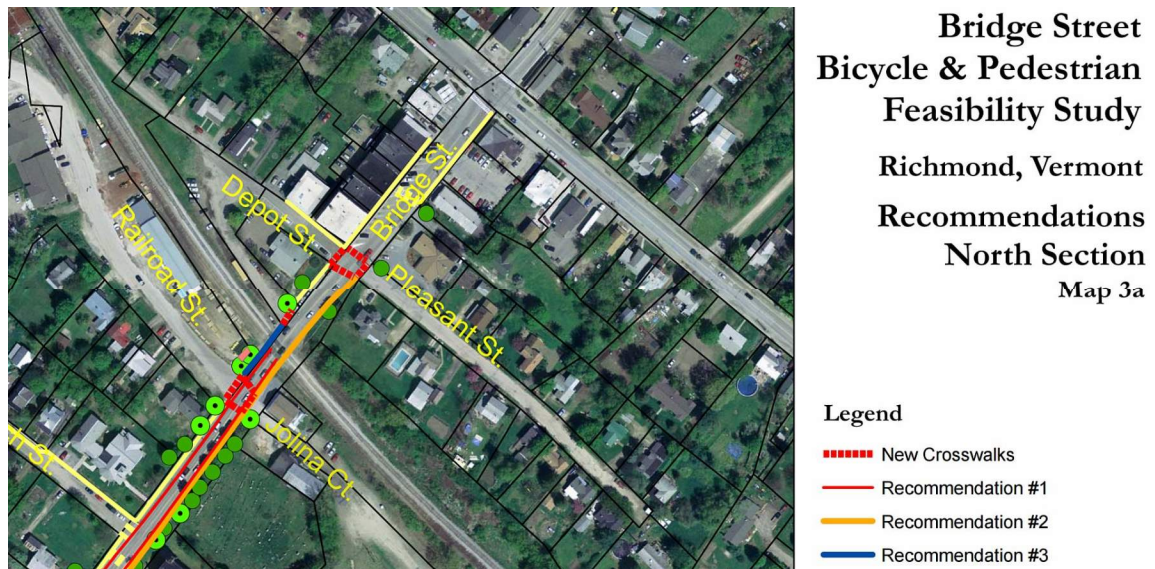 Bridge Street
Bicycle & Pedestrian
Feasibility Study
Richmond, Vermont
Recommendations
North Section
Map 3a
Bridge St.
Depot St.
Railroad St.
Pleasant St.
Jolina Ct.
h St.
Legend
New Crosswalks
Recommendation #1
Recommendation #2
Recommendation #3